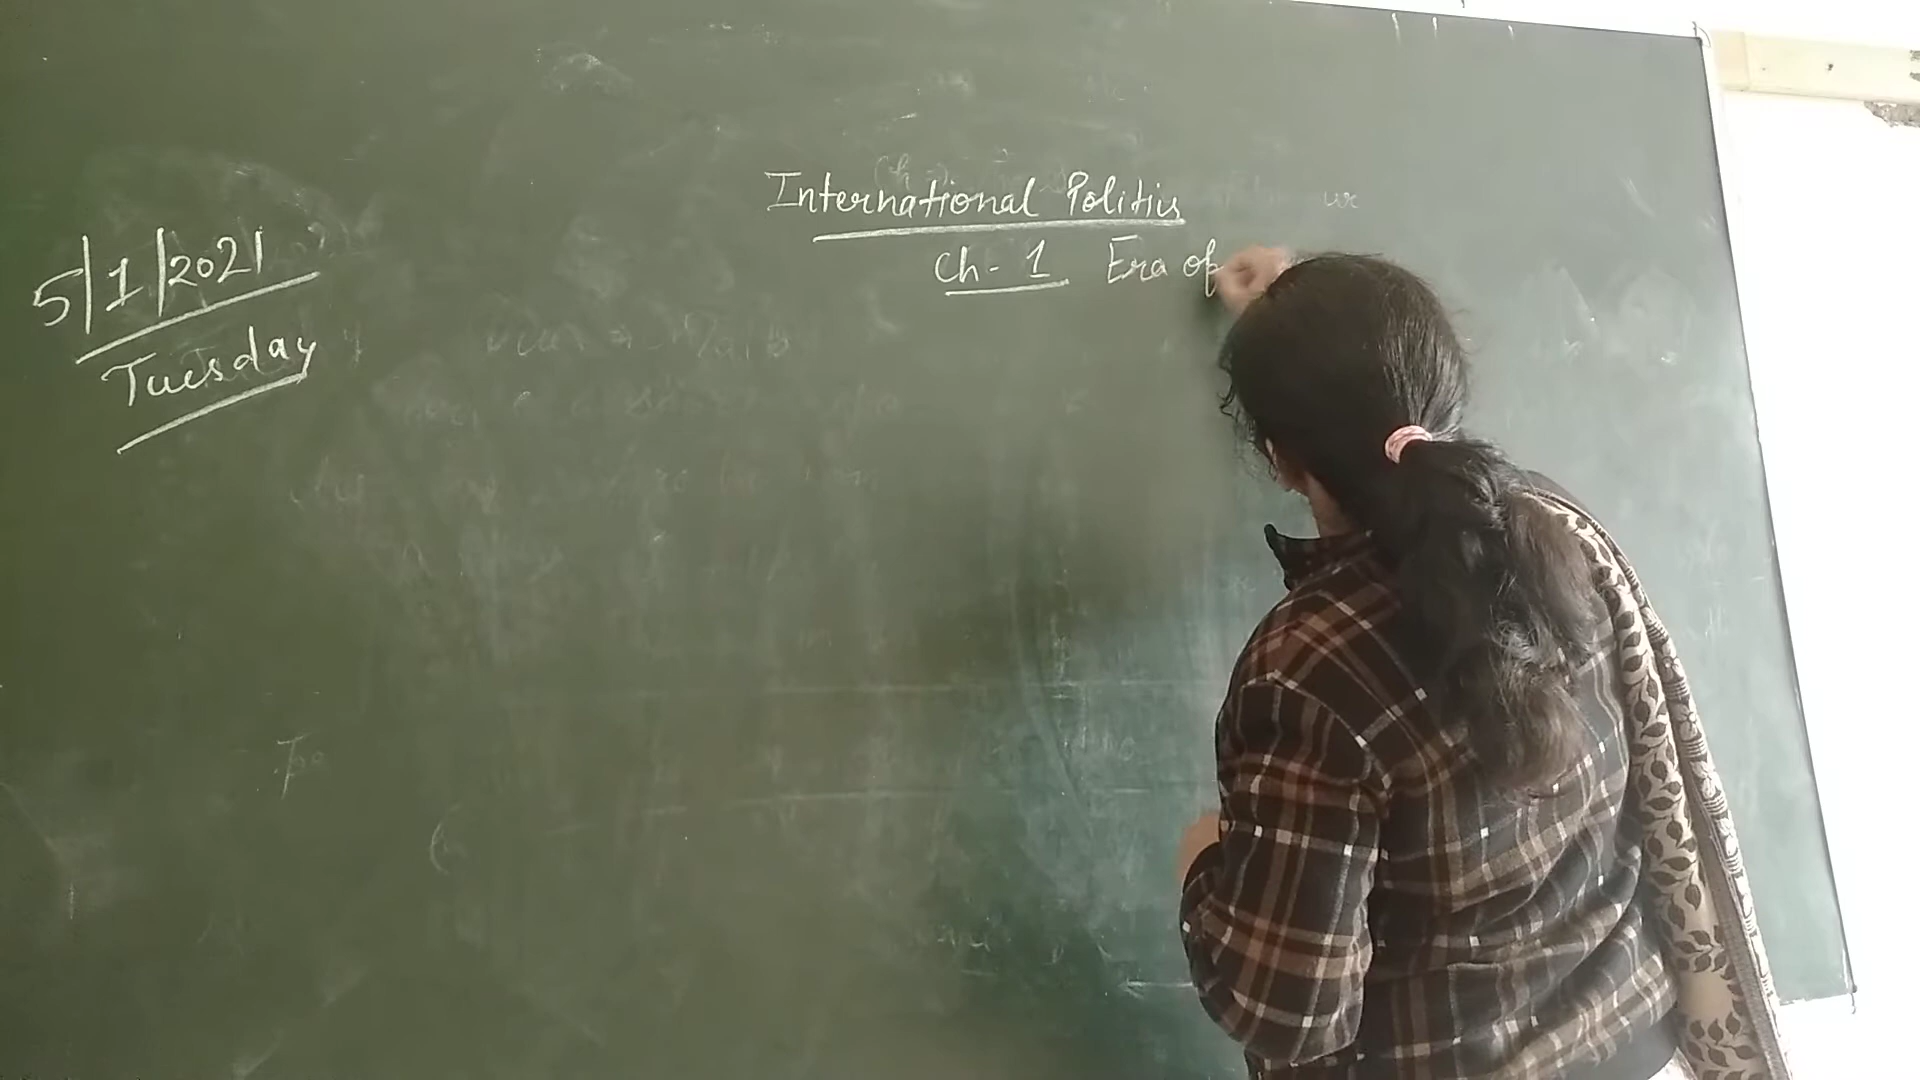 International Politics
Ch - 1 Era of
5/1/2021
Tuesday